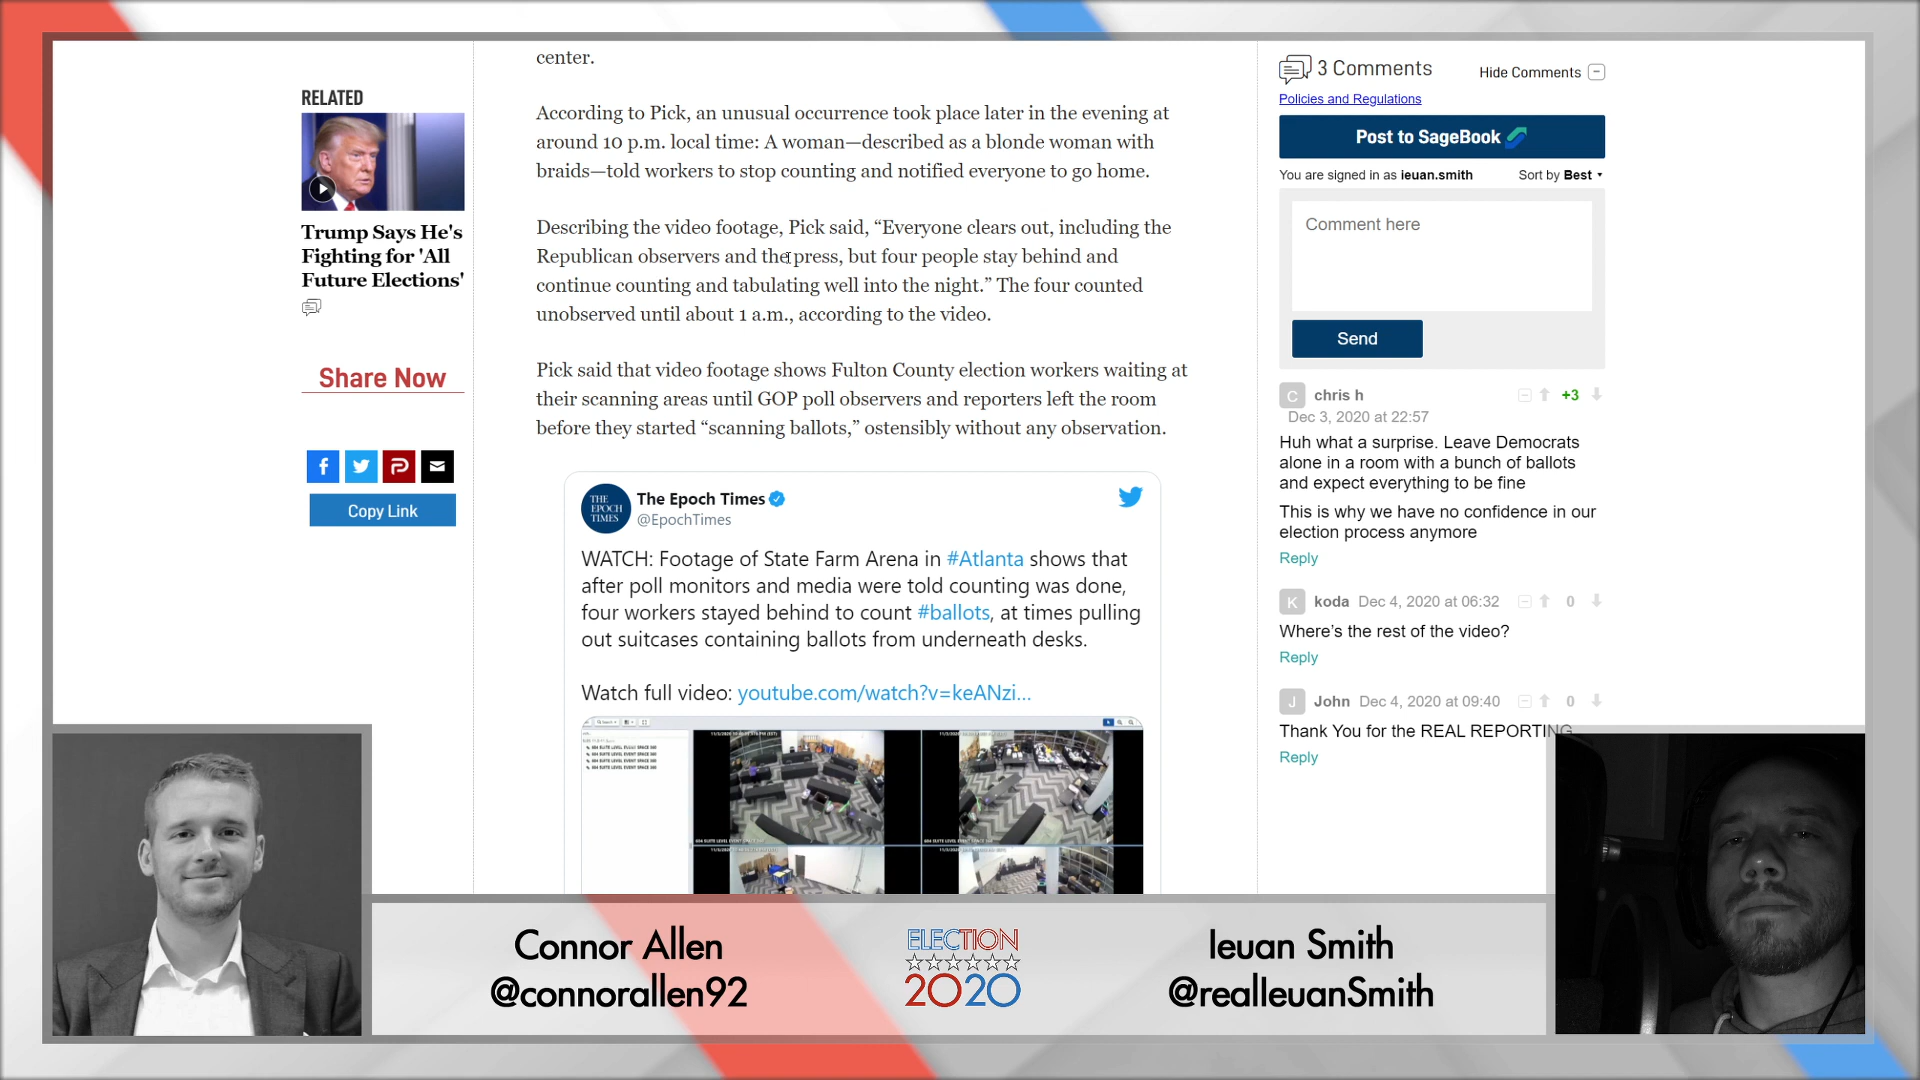 center.
RELATED
Trump Says He's
Fighting for 'All
Future Elections'
Share Now
Copy Link
According to Pick, an unusual occurrence took place later in the evening at
around 10 p.m. local time: A woman—described as a blonde woman with
braids—told workers to stop counting and notified everyone to go home.
Describing the video footage, Pick said, “Everyone clears out, including the
Republican observers and the press, but four people stay behind and
continue counting and tabulating well into the night.” The four counted
unobserved until about 1 a.m., according to the video.
Pick said that video footage shows Fulton County election workers waiting at
their scanning areas until GOP poll observers and reporters left the room
before they started “scanning ballots,” ostensibly without any observation.
THE
EPOCH
TIMES
The Epoch Times
@EpochTimes
WATCH: Footage of State Farm Arena in #Atlanta shows that
after poll monitors and media were told counting was done,
four workers stayed behind to count #ballots, at times pulling
out suitcases containing ballots from underneath desks.
Watch full video: youtube.com/watch?v=keANzi...
3 Comments
Hide Comments
Policies and Regulations
Post to SageBook
You are signed in as ieuan.smith
Sort by Best
Comment here
Send
C
chris h
+3
Dec 3, 2020 at 22:57
Huh what a surprise. Leave Democrats
alone in a room with a bunch of ballots
and expect everything to be fine
This is why we have no confidence in our
election process anymore
Reply
K
koda Dec 4, 2020 at 06:32
0
Where's the rest of the video?
Reply
J
John Dec 4, 2020 at 09:40
0
Thank You for the REAL REPORTING
Reply
Connor Allen
@connorallen92
ELECTION
2020
Ieuan Smith
@realIeuanSmith